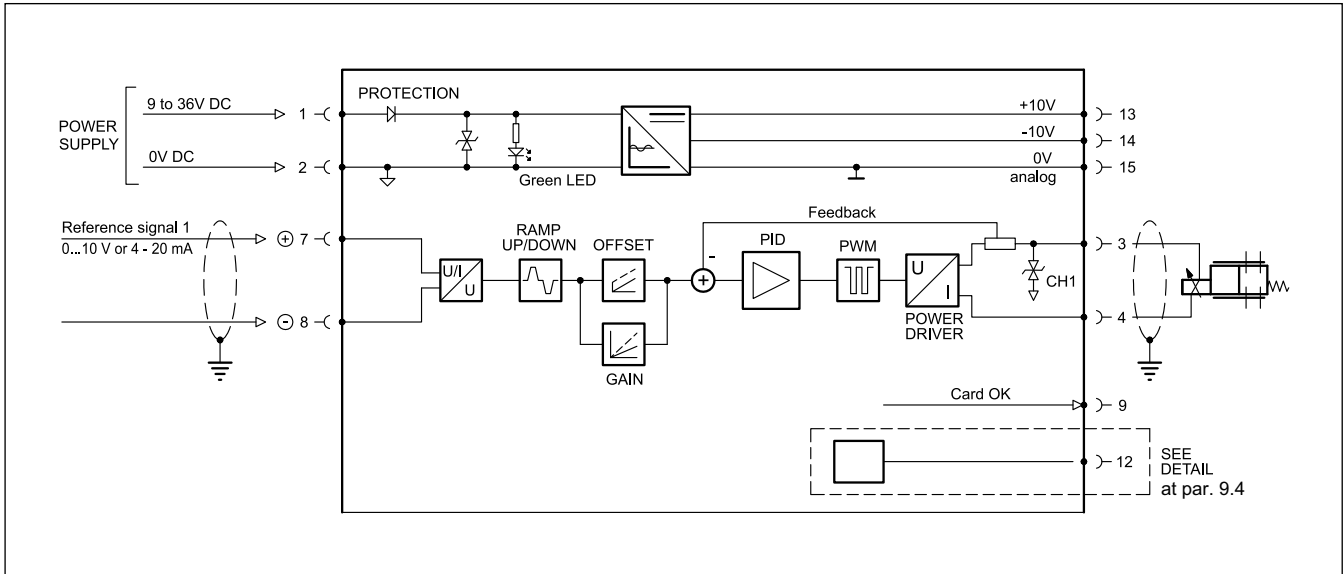 POWER
SUPPLY
9 to 36V DC
0V DC
1
2
PROTECTION
Green LED
+10V
-10V
0V
analog
13
14
15
Reference signal 1
0...10 V or 4 - 20 mA
+ 7
- 8
U/I
U
RAMP
UP/DOWN
OFFSET
GAIN
Feedback
-
+
PID
PWM
U
I
POWER
DRIVER
CH1
3
4
Card OK
9
12
SEE
DETAIL
at par. 9.4